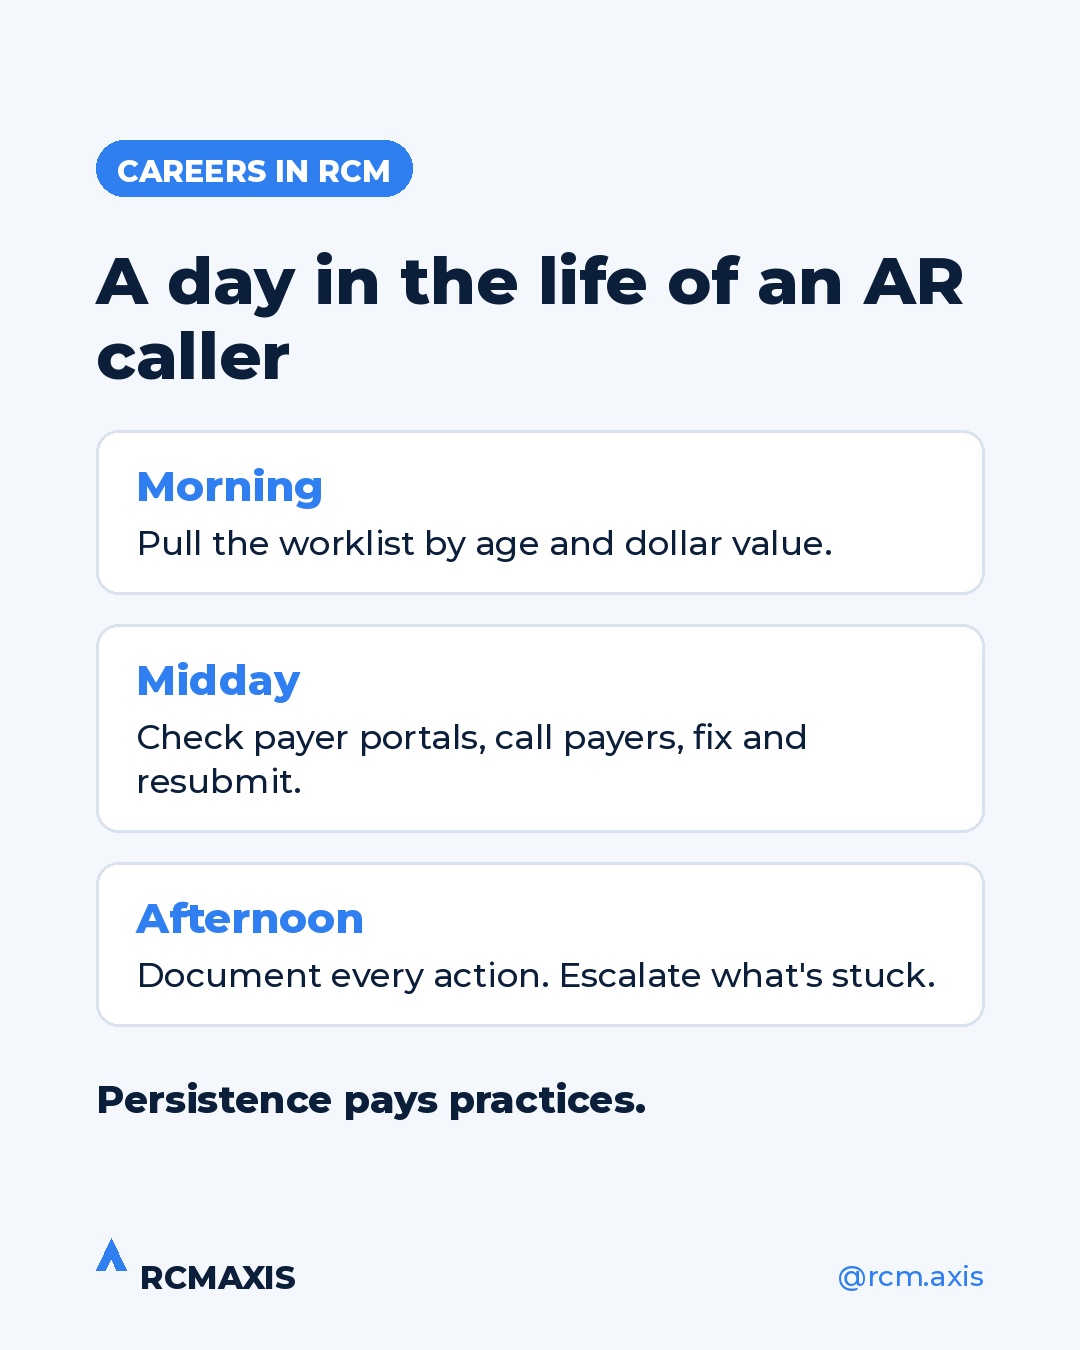 CAREERS IN RCM
A day in the life of an AR
caller
Morning
Pull the worklist by age and dollar value.
Midday
Check payer portals, call payers, fix and
resubmit.
Afternoon
Document every action. Escalate what's stuck.
Persistence pays practices.
RCMAXIS
@rcm.axis